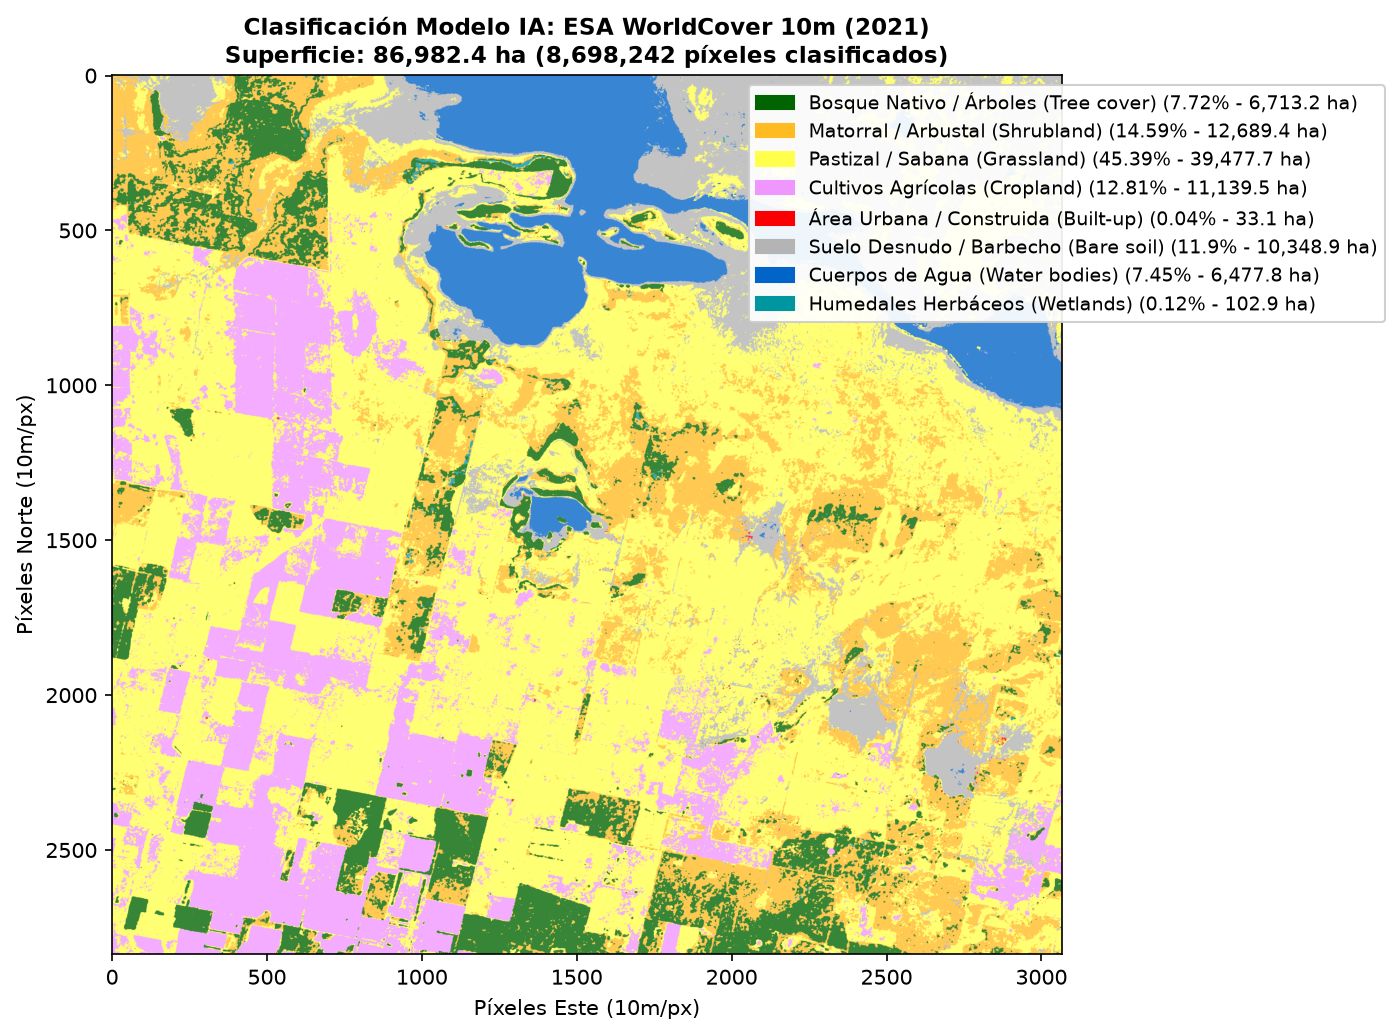 Clasificación Modelo IA: ESA WorldCover 10m (2021)
Superficie: 86,982.4 ha (8,698,242 píxeles clasificados)
Bosque Nativo / Árboles (Tree cover) (7.72% - 6,713.2 ha)
Matorral / Arbustal (Shrubland) (14.59% - 12,689.4 ha)
Pastizal / Sabana (Grassland) (45.39% - 39,477.7 ha)
Cultivos Agrícolas (Cropland) (12.81% - 11,139.5 ha)
Área Urbana / Construida (Built-up) (0.04% - 33.1 ha)
Suelo Desnudo / Barbecho (Bare soil) (11.9% - 10,348.9 ha)
Cuerpos de Agua (Water bodies) (7.45% - 6,477.8 ha)
Humedales Herbáceos (Wetlands) (0.12% - 102.9 ha)
Píxeles Norte (10m/px)
0
500
1000
1500
2000
2500
0 500 1000 1500 2000 2500 3000
Píxeles Este (10m/px)